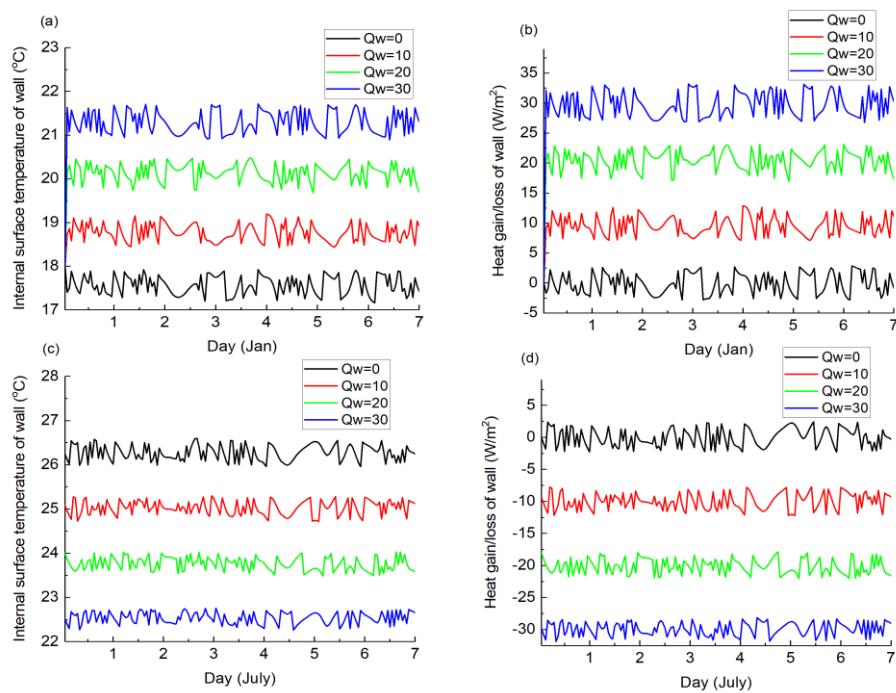 (a)
Qw=0
Qw=10
Qw=20
Qw=30
Internal surface temperature of wall (°C)
23
22
21
20
19
18
17
1 2 3 4 5 6 7
Day (Jan)
(b)
Qw=0
Qw=10
Qw=20
Qw=30
Heat gain/loss of wall (W/m²)
35
30
25
20
15
10
5
0
-5
1 2 3 4 5 6 7
Day (Jan)
(c)
Qw=0
Qw=10
Qw=20
Qw=30
Internal surface temperature of wall (°C)
28
27
26
25
24
23
22
1 2 3 4 5 6 7
Day (July)
(d)
Qw=0
Qw=10
Qw=20
Qw=30
Heat gain/loss of wall (W/m²)
5
0
-5
-10
-15
-20
-25
-30
1 2 3 4 5 6 7
Day (July)